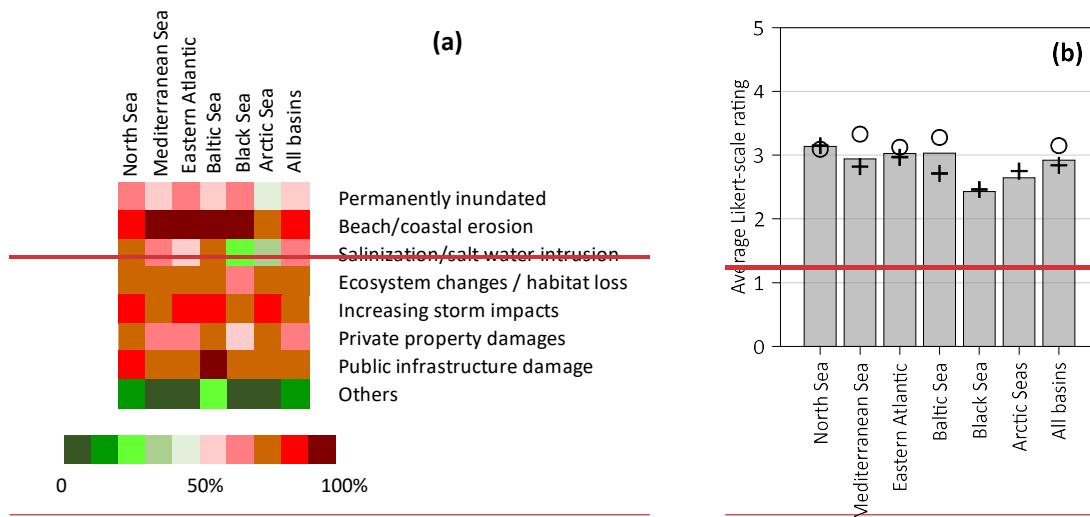 (a)
North Sea
Mediterranean Sea
Eastern Atlantic
Baltic Sea
Black Sea
Arctic Sea
All basins
Permanently inundated
Beach/coastal erosion
Salinization/salt water intrusion
Ecosystem changes / habitat loss
Increasing storm impacts
Private property damages
Public infrastructure damage
Others
0 50% 100%
(b)
Average Likert-scale rating
5
4
3
2
1
0
North Sea
Mediterranean Sea
Eastern Atlantic
Baltic Sea
Black Sea
Arctic Seas
All basins